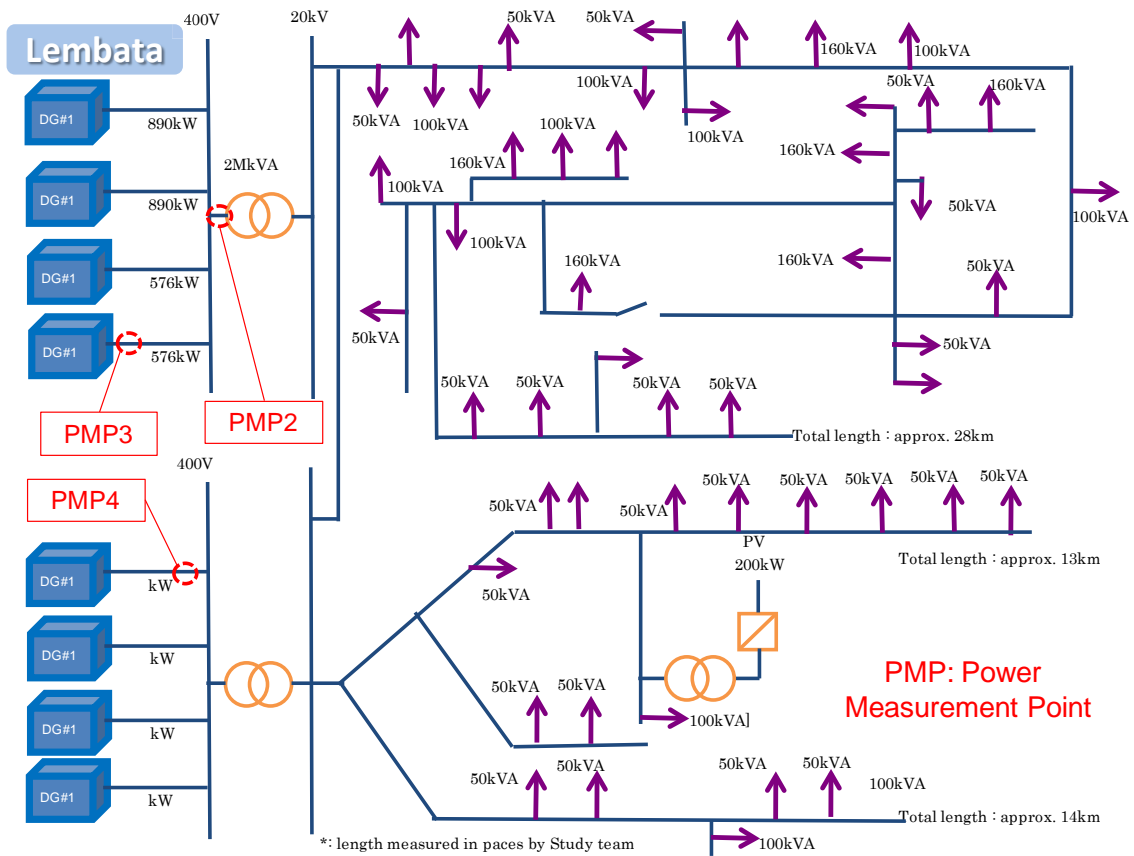 400V
20kV
50kVA
50kVA
Lembata
160kVA
100kVA
DG#1
890kW
50kVA
100kVA
100kVA
100kVA
50kVA
160kVA
2MkVA
160kVA
100kVA
100kVA
160kVA
DG#1
890kW
100kVA
50kVA
100kVA
100kVA
160kVA
160kVA
50kVA
DG#1
576kW
50kVA
50kVA
DG#1
576kW
50kVA
50kVA
50kVA
50kVA
PMP3
PMP2
Total length : approx. 28km
400V
PMP4
50kVA
50kVA
50kVA
50kVA
50kVA
50kVA
50kVA
PV
200kW
Total length : approx. 13km
DG#1
kW
50kVA
DG#1
kW
50kVA
50kVA
PMP: Power
Measurement Point
100kVA]
DG#1
kW
50kVA
50kVA
50kVA
50kVA
100kVA
DG#1
kW
Total length : approx. 14km
*: length measured in paces by Study team
100kVA